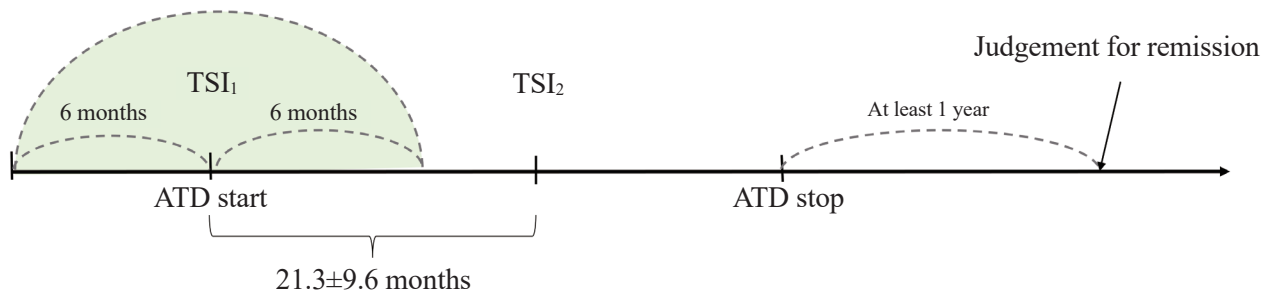 Judgement for remission
TSI₁
TSI₂
6 months
6 months
At least 1 year
ATD start
ATD stop
21.3±9.6 months